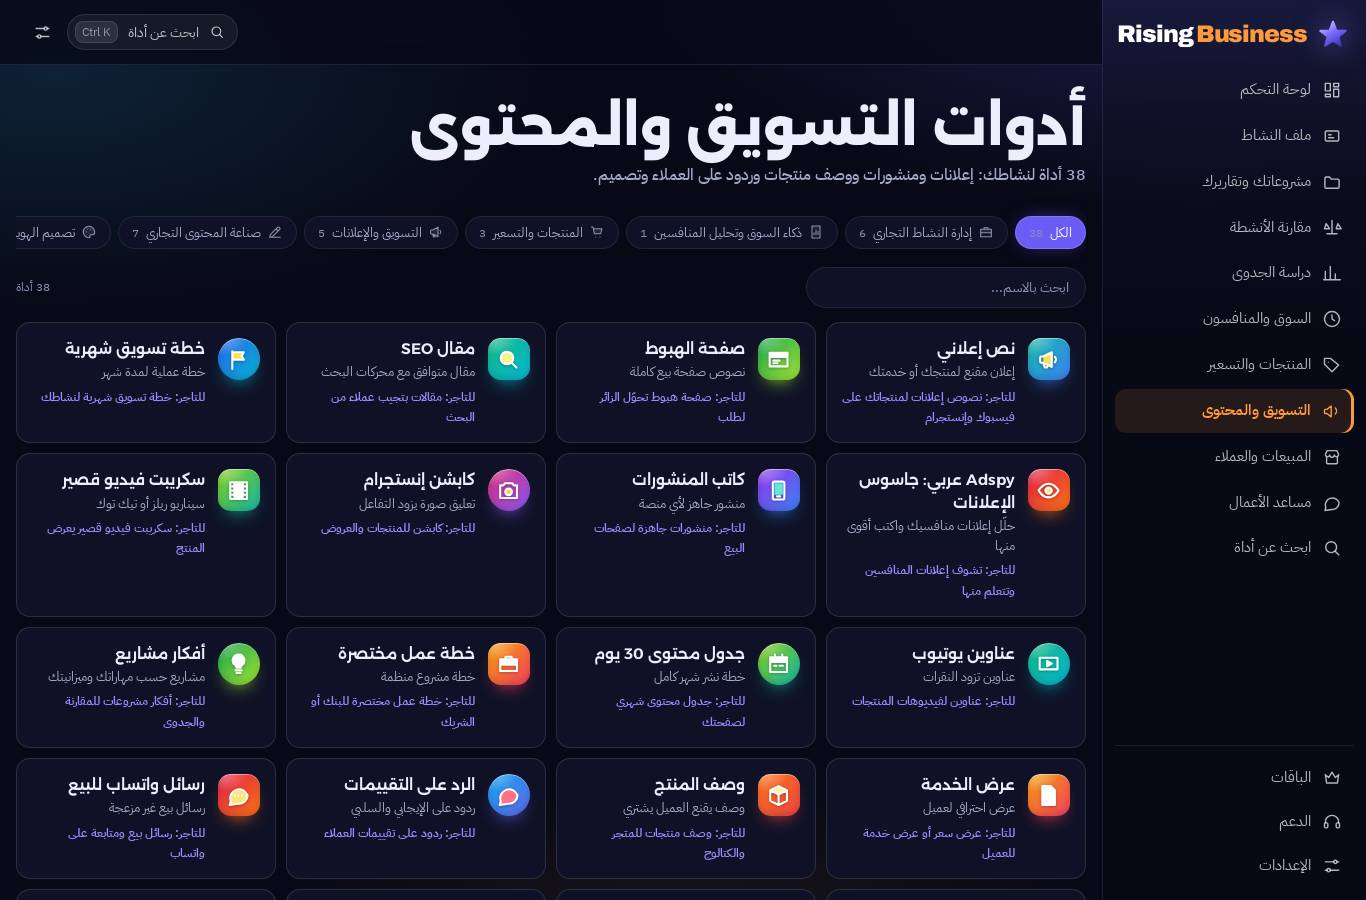 Rising Business
لوحة التحكم
ملف النشاط
مشروعاتك وتقاريرك
مقارنة الأنشطة
دراسة الجدوى
السوق والمنافسون
المنتجات والتسعير
التسويق والمحتوى
المبيعات والعملاء
مساعد الأعمال
ابحث عن أداة
الباقات
الدعم
الإعدادات
ابحث عن أداة Ctrl K
أدوات التسويق والمحتوى
38 أداة لنشاطك: إعلانات ومنشورات ووصف منتجات وردود على العملاء وتصميم.
الكل 38
إدارة النشاط التجاري 6
ذكاء السوق وتحليل المنافسين 1
المنتجات والتسعير 3
التسويق والإعلانات 5
صناعة المحتوى التجاري 7
تصميم الهوي
ابحث بالاسم...
38 أداة
نص إعلاني
إعلان مقنع لمنتجك أو خدمتك
للتاجر: نصوص إعلانات لمنتجاتك على
فيسبوك وإنستجرام
صفحة الهبوط
نصوص صفحة بيع كاملة
للتاجر: صفحة هبوط تحوّل الزائر
لطلب
مقال SEO
مقال متوافق مع محركات البحث
للتاجر: مقالات بتجيب عملاء من
البحث
خطة تسويق شهرية
خطة عملية لمدة شهر
للتاجر: خطة تسويق شهرية لنشاطك
Adspy عربي: جاسوس
الإعلانات
حلّل إعلانات منافسيك واكتب أقوى
منها
للتاجر: تشوف إعلانات المنافسين
وتتعلم منها
كاتب المنشورات
منشور جاهز لأي منصة
للتاجر: منشورات جاهزة لصفحات
البيع
كابشن إنستجرام
تعليق صورة يزود التفاعل
للتاجر: كابشن للمنتجات والعروض
سكريبت فيديو قصير
سيناريو ريلز أو تيك توك
للتاجر: سكريبت فيديو قصير يعرض
المنتج
عناوين يوتيوب
عناوين تزود النقرات
للتاجر: عناوين لفيديوهات المنتجات
جدول محتوى 30 يوم
خطة نشر شهر كامل
للتاجر: جدول محتوى شهري
لصفحتك
خطة عمل مختصرة
خطة مشروع منظمة
للتاجر: خطة عمل مختصرة للبنك أو
الشريك
أفكار مشاريع
مشاريع حسب مهاراتك وميزانيتك
للتاجر: أفكار مشروعات للمقارنة
والجدوى
عرض الخدمة
عرض احترافي لعميل
للتاجر: عرض سعر أو عرض خدمة
للعميل
وصف المنتج
وصف يقنع العميل يشتري
للتاجر: وصف منتجات للمتجر
والكتالوج
الرد على التقييمات
ردود على الإيجابي والسلبي
للتاجر: ردود على تقييمات العملاء
رسائل واتساب للبيع
رسائل بيع غير مزعجة
للتاجر: رسائل بيع ومتابعة على
واتساب